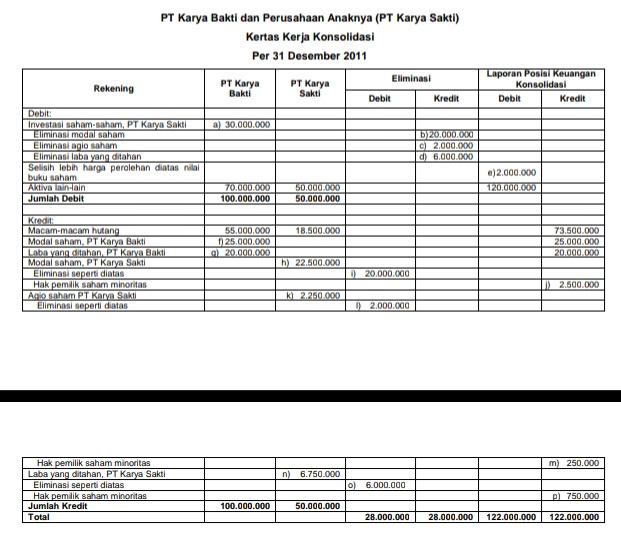 PT Karya Bakti dan Perusahaan Anaknya (PT Karya Sakti)
Kertas Kerja Konsolidasi
Per 31 Desember 2011
Rekening PT Karya Bakti PT Karya Sakti Eliminasi Laporan Posisi Keuangan Konsolidasi
Debit Kredit Debit Kredit
Debit:
Investasi saham-saham, PT Karya Sakti a) 30.000.000
Eliminasi modal saham b)20.000.000
Eliminasi agio saham c) 2.000.000
Eliminasi laba yang ditahan d) 6.000.000
Selisih lebih harga perolehan diatas nilai
buku saham e)2.000.000
Aktiva lain-lain 70.000.000 50.000.000 120.000.000
Jumlah Debit 100.000.000 50.000.000
Kredit:
Macam-macam hutang 55.000.000 18.500.000 73.500.000
Modal saham, PT Karya Bakti f) 25.000.000 25.000.000
Laba yang ditahan, PT Karya Bakti g) 20.000.000 20.000.000
Modal saham, PT Karya Sakti h) 22.500.000
Eliminasi seperti diatas i) 20.000.000
Hak pemilik saham minoritas j) 2.500.000
Agio saham PT Karya Sakti k) 2.250.000
Eliminasi seperti diatas l) 2.000.000
Hak pemilik saham minoritas m) 250.000
Laba yang ditahan, PT Karya Sakti n) 6.750.000
Eliminasi seperti diatas o) 6.000.000
Hak pemilik saham minoritas p) 750.000
Jumlah Kredit 100.000.000 50.000.000
Total 28.000.000 28.000.000 122.000.000 122.000.000